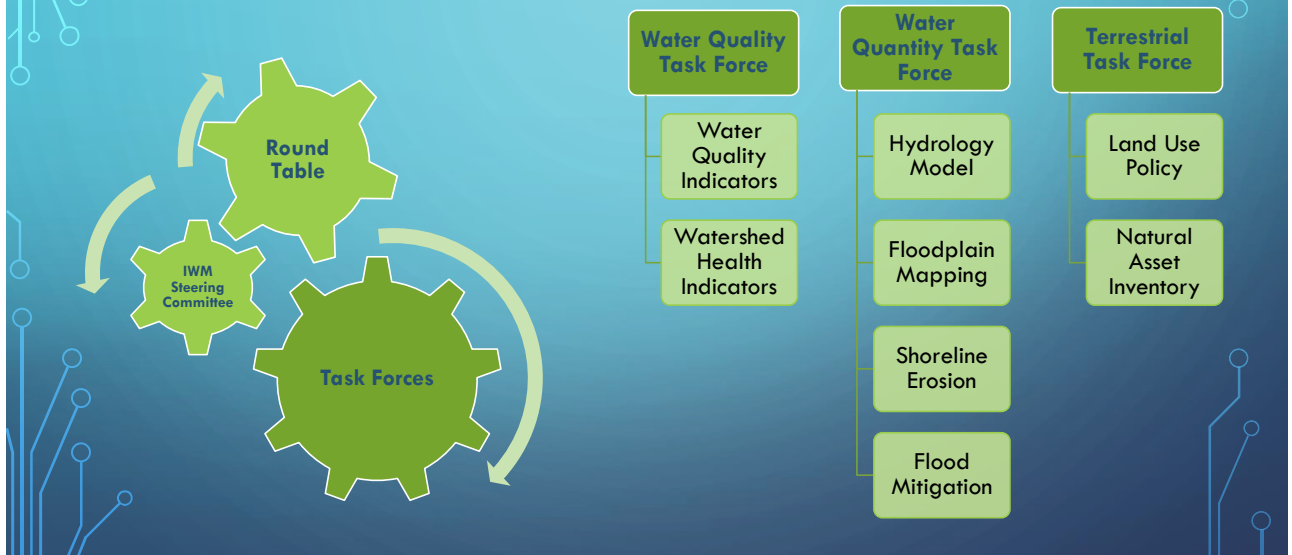 Round
Table
IWM
Steering
Committee
Task Forces
Water Quality
Task Force
Water
Quality
Indicators
Watershed
Health
Indicators
Water
Quantity Task
Force
Hydrology
Model
Floodplain
Mapping
Shoreline
Erosion
Flood
Mitigation
Terrestrial
Task Force
Land Use
Policy
Natural
Asset
Inventory